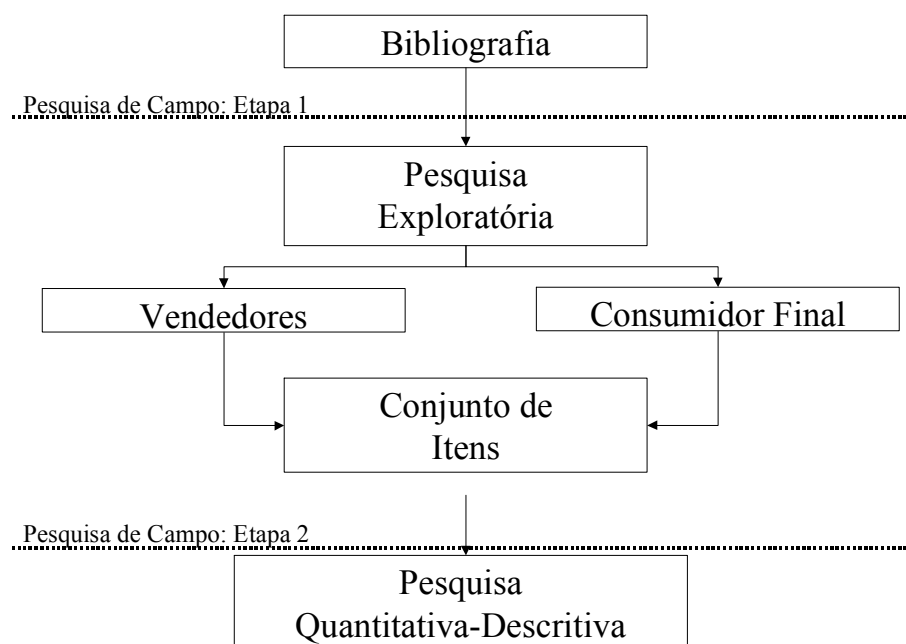 Bibliografia
Pesquisa de Campo: Etapa 1
Pesquisa
Exploratória
Vendedores
Consumidor Final
Conjunto de
Itens
Pesquisa de Campo: Etapa 2
Pesquisa
Quantitativa-Descritiva